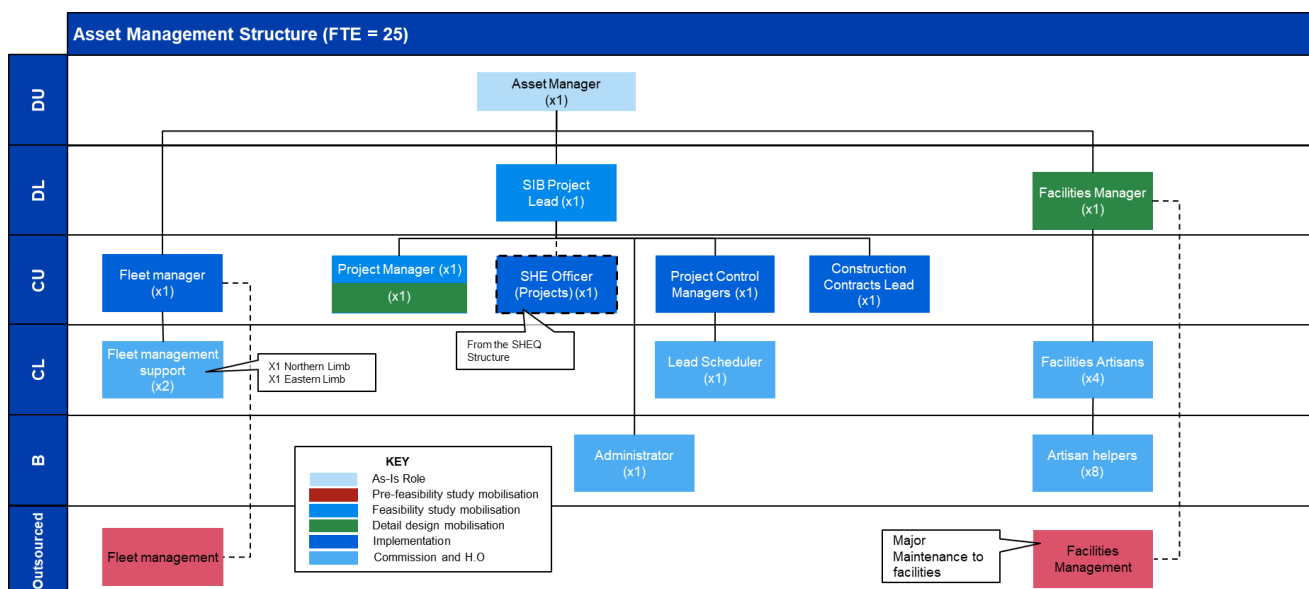 Asset Management Structure (FTE = 25)
DU
Asset Manager
(x1)
DL
SIB Project
Lead (x1)
Facilities Manager
(x1)
CU
Fleet manager
(x1)
Project Manager (x1)
(x1)
SHE Officer
(Projects) (x1)
Project Control
Managers (x1)
Construction
Contracts Lead
(x1)
CL
Fleet management
support
(x2)
X1 Northern Limb
X1 Eastern Limb
From the SHEQ
Structure
Lead Scheduler
(x1)
Facilities Artisans
(x4)
B
Administrator
(x1)
Artisan helpers
(x8)
KEY
As-Is Role
Pre-feasibility study mobilisation
Feasibility study mobilisation
Detail design mobilisation
Implementation
Commission and H.O
Outsourced
Fleet management
Major
Maintenance to
facilities
Facilities
Management